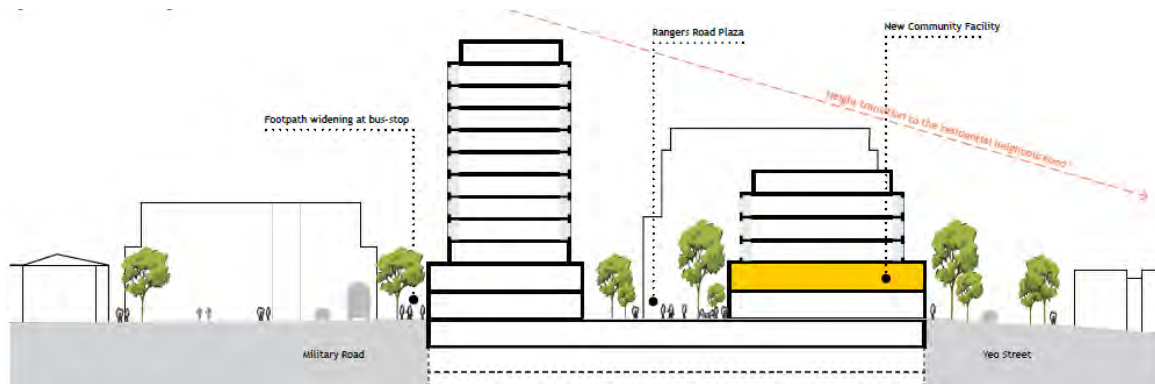 New Community Facility
Rangers Road Plaza
Height transition to the residential neighbourhood
Footpath widening at bus-stop
Military Road
Yeo Street